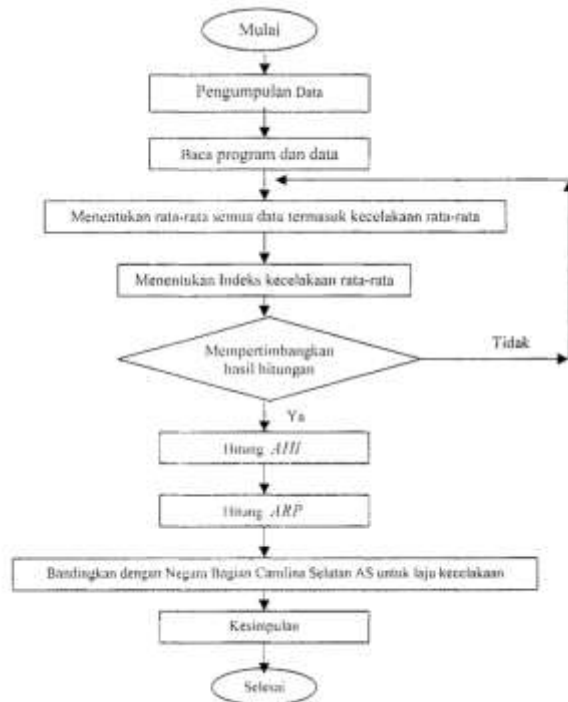 Mulai
Pengumpulan Data
Baca program dan data
Menentukan rata-rata semua data termasuk kecelakaan rata-rata
Menentukan Indeks kecelakaan rata-rata
Mempertimbangkan
hasil hitungan
Tidak
Ya
Hitung
Hitung ARP
Bandingkan dengan Negara Bagian Carolina Selatan AS untuk laju kecelakaan
Kesimpulan
Selesai